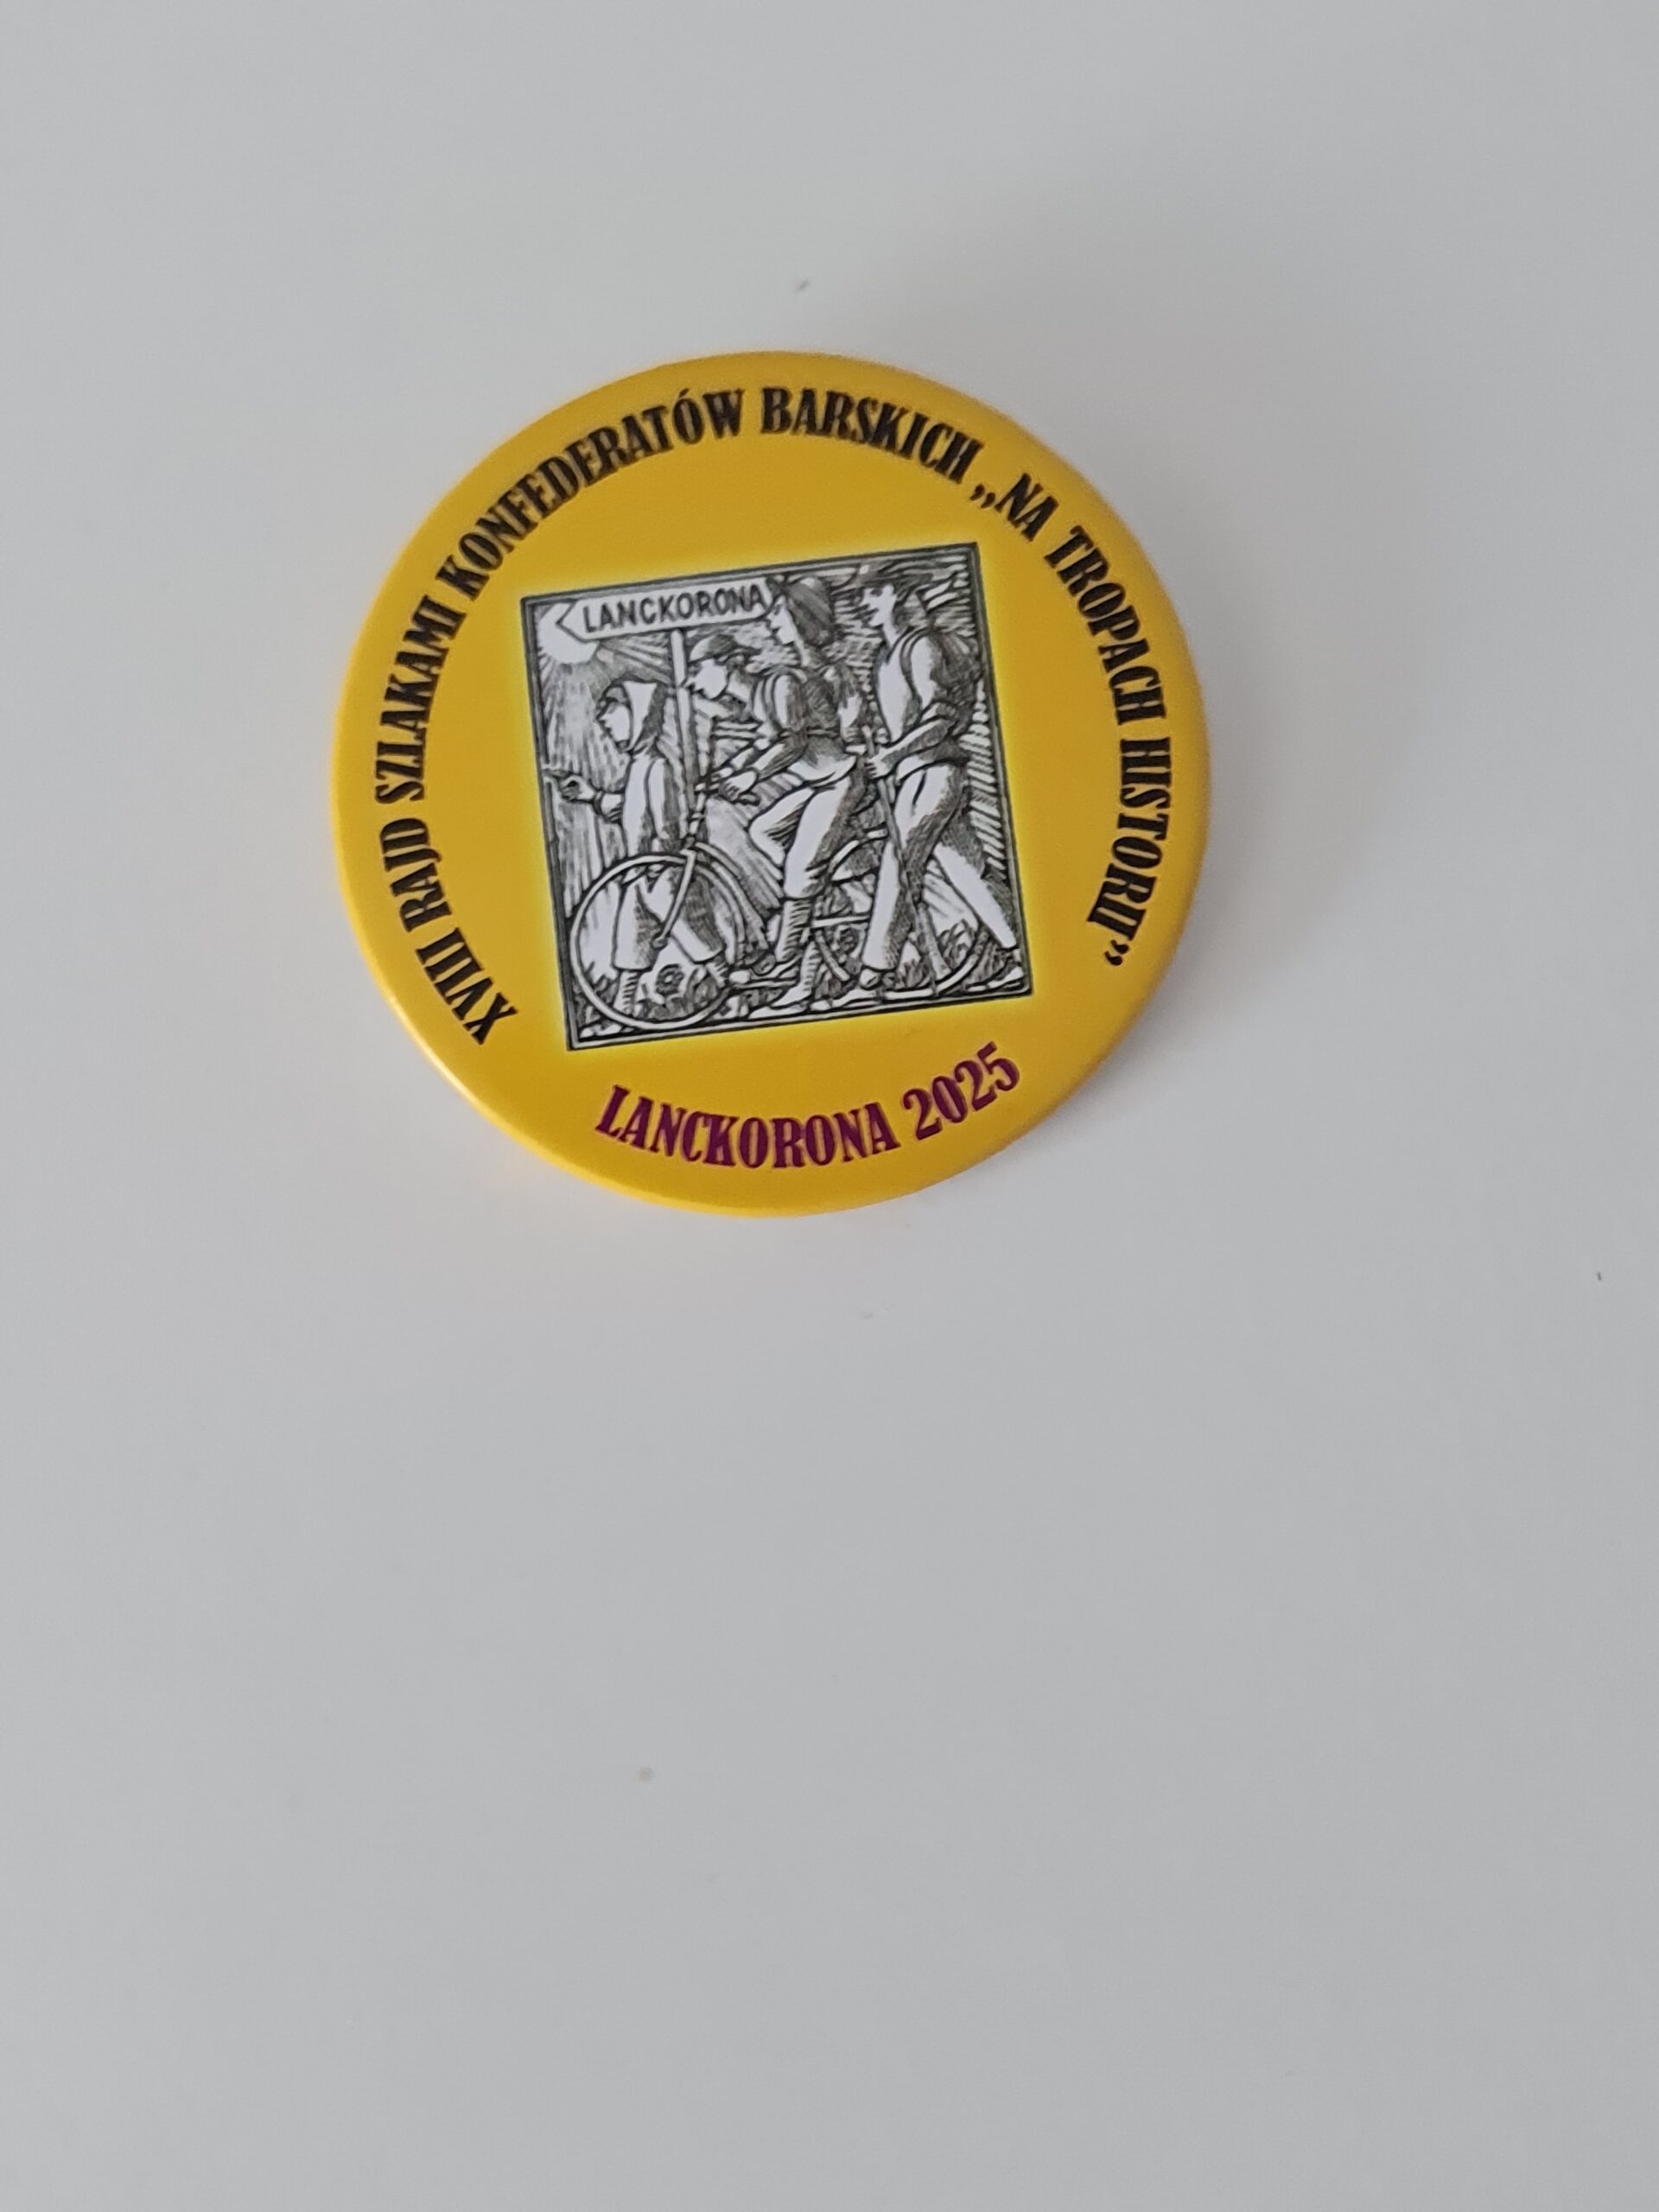 XVIII RAJD SZLAKAMI KONFEDERATÓW BARSKICH „NA TROPACH HISTORII”
LANCKORONA
LANCKORONA 2025